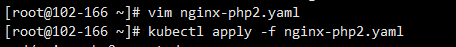 [root@102-166 ~]# vim nginx-php2.yaml
[root@102-166 ~]# kubectl apply -f nginx-php2.yaml